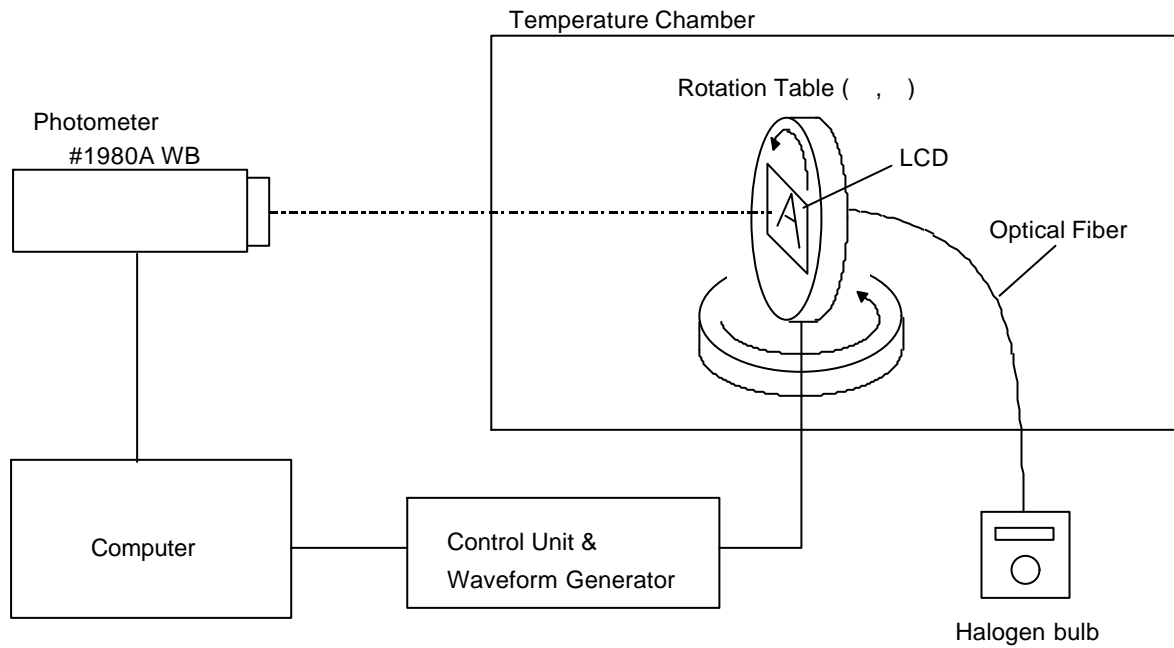 Temperature Chamber
Rotation Table (   ,   )
Photometer
#1980A WB
LCD
A
Optical Fiber
Computer
Control Unit &
Waveform Generator
Halogen bulb